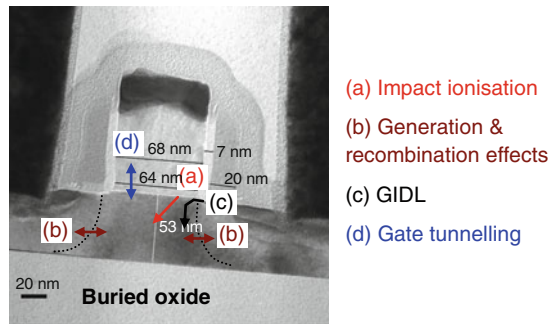 (d)
68 nm
7 nm
64 nm
(a)
20 nm
(c)
(b)
53 nm
(b)
20 nm
Buried oxide
(a) Impact ionisation
(b) Generation &
recombination effects
(c) GIDL
(d) Gate tunnelling